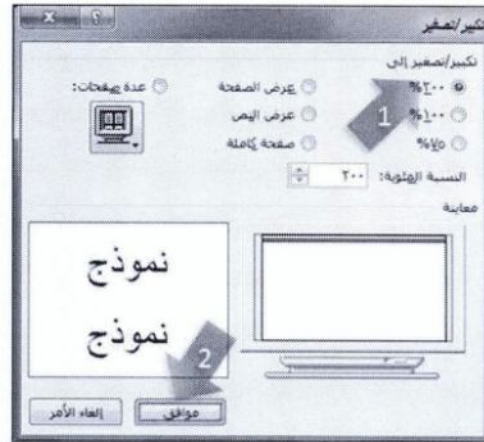 تكبير/تصغير
تكبير/تصغير إلى
٢٠٠% عرض الصفحة عدة صفحات:
١٠٠% عرض النص
٧٥% صفحة كاملة
النسبة المئوية: ٢٠٠
معاينة
نموذج
نموذج
موافق إلغاء الأمر
1
2